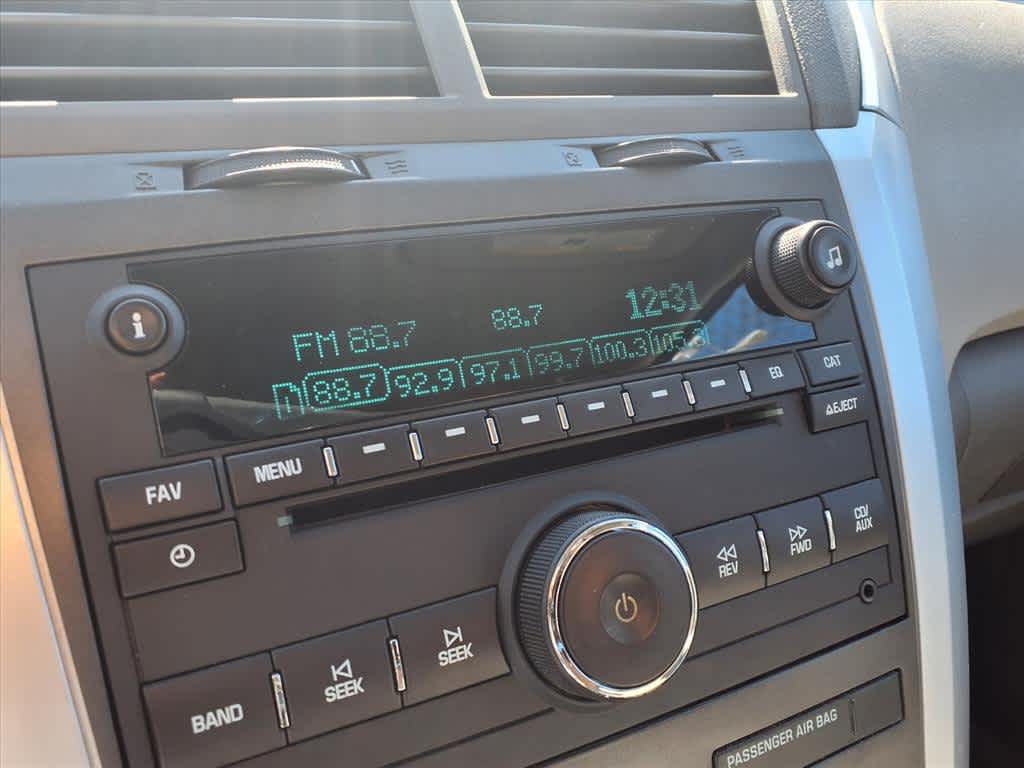 12:31
FM 88.7 88.7
88.7 92.9 97.1 99.7 100.3 105.3
i
CAT
EQ
EJECT
MENU
FAV
CD/
AUX
FWD
REV
SEEK
SEEK
BAND
PASSENGER AIR BAG